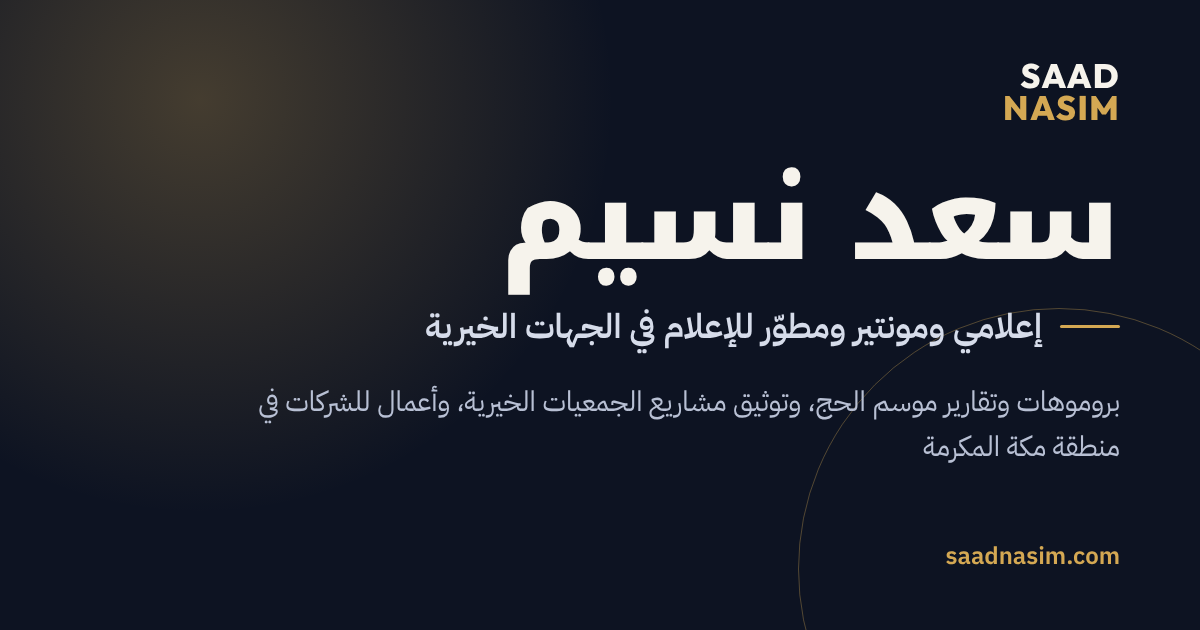 SAAD
NASIM
سعد نسيم
إعلامي ومونتير ومطوّر للإعلام في الجهات الخيرية
بروموهات وتقارير موسم الحج، وتوثيق مشاريع الجمعيات الخيرية، وأعمال للشركات في
منطقة مكة المكرمة
saadnasim.com